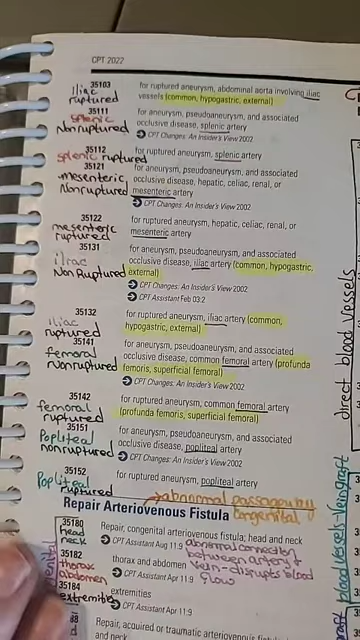 CPT 2022
35103 for ruptured aneurysm, abdominal aorta involving iliac
Iliac ruptured vessels (common, hypogastric, external)
35111 for aneurysm, pseudoaneurysm, and associated
splenic occlusive disease, splenic artery
Nonruptured CPT Changes: An Insider's View 2002
35112 for ruptured aneurysm, splenic artery
splenic ruptured
35121 for aneurysm, pseudoaneurysm, and associated
mesenteric, occlusive disease, hepatic, celiac, renal, or
Nonruptured mesenteric artery
CPT Changes: An Insider's View 2002
35122 for ruptured aneurysm, hepatic, celiac, renal, or
mesenteric ruptured mesenteric artery
35131 for aneurysm, pseudoaneurysm, and associated
iliac occlusive disease, iliac artery (common, hypogastric,
Non Ruptured external)
CPT Changes: An Insider's View 2002
CPT Assistant Feb 03:2
35132 for ruptured aneurysm, iliac artery (common,
Iliac ruptured hypogastric, external)
35141 for aneurysm, pseudoaneurysm, and associated
femoral occlusive disease, common femoral artery (profunda
nonruptured femoris, superficial femoral)
CPT Changes: An Insider's View 2002
35142 for ruptured aneurysm, common femoral artery
femoral ruptured (profunda femoris, superficial femoral)
35151 for aneurysm, pseudoaneurysm, and associated
Popliteal occlusive disease, popliteal artery
nonruptured CPT Changes: An Insider's View 2002
35152 for ruptured aneurysm, popliteal artery
Popliteal ruptured
abnormal passageway
Repair Arteriovenous Fistula congenital
35180 Repair, congenital arteriovenous fistula; head and neck
head neck CPT Assistant Aug 11:9 abnormal connection
35182 thorax and abdomen between artery &
thorax abdomen CPT Assistant Apr 11:9 vein-disrupts blood
flow
35184 extremities
extremities CPT Assistant Apr 11:9
Repair, acquired or traumatic arteriovenous
and neck
direct blood vessels
blood vessel-Vein graft